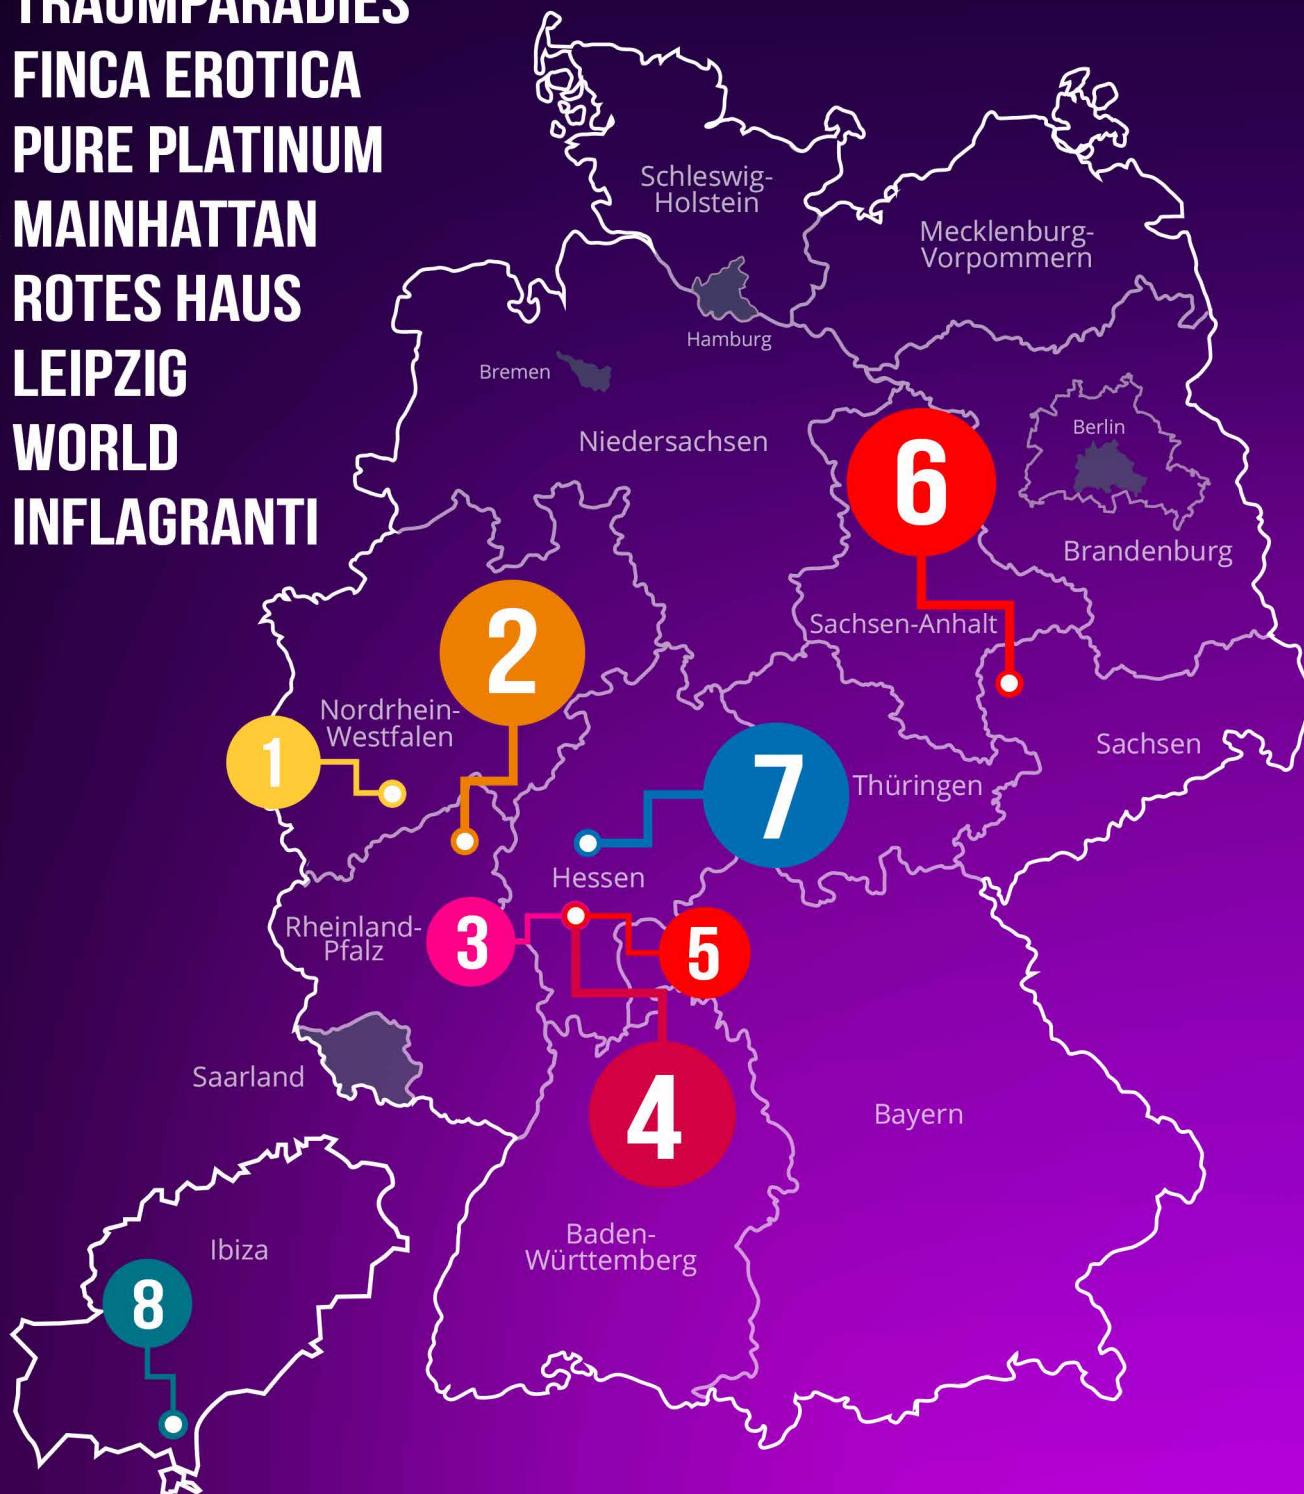 TRAUMPARADIES
FINCA EROTICA
PURE PLATINUM
MAINHATTAN
ROTES HAUS
LEIPZIG
WORLD
INFLAGRANTI
Schleswig-
Holstein
Mecklenburg-
Vorpommern
Hamburg
Bremen
Niedersachsen
Berlin
6
Brandenburg
Sachsen-Anhalt
2
Nordrhein-
Westfalen
1
Sachsen
7
Thüringen
Hessen
Rheinland-
Pfalz
3
5
Saarland
4
Bayern
Baden-
Württemberg
Ibiza
8